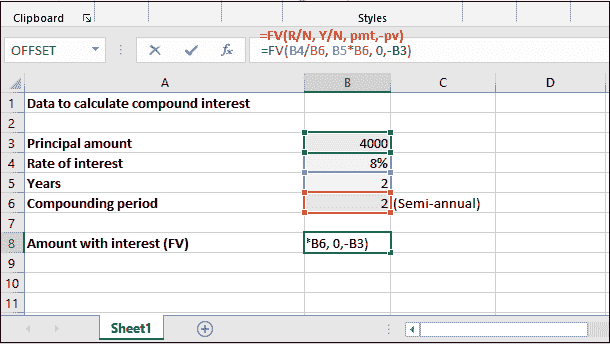 Clipboard Styles
=FV(R/N, Y/N, pmt,-pv)
OFFSET fx =FV(B4/B6, B5*B6, 0,-B3)
A B C D
1 Data to calculate compound interest
2
3 Principal amount 4000
4 Rate of interest 8%
5 Years 2
6 Compounding period 2 (Semi-annual)
7
8 Amount with interest (FV) *B6, 0,-B3)
9
10
11
Sheet1